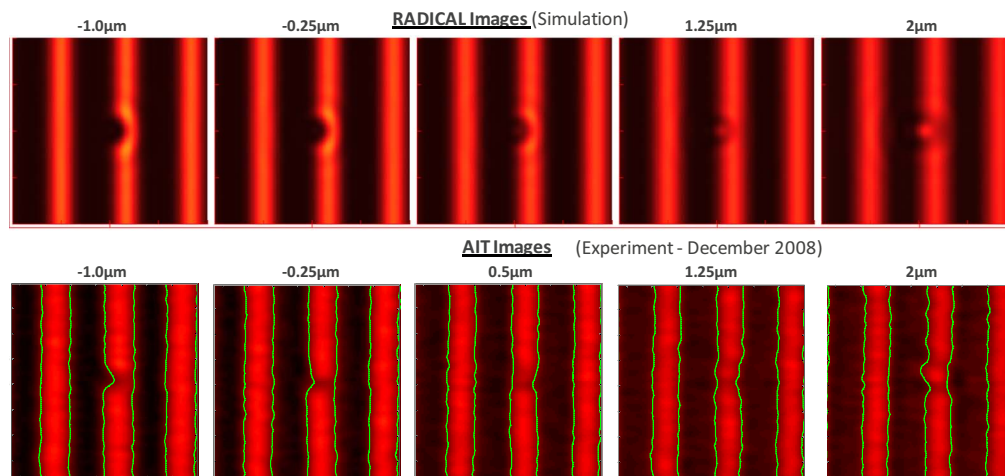 RADICAL Images (Simulation)
-1.0µm -0.25µm 1.25µm 2µm
AIT Images (Experiment - December 2008)
-1.0µm -0.25µm 0.5µm 1.25µm 2µm